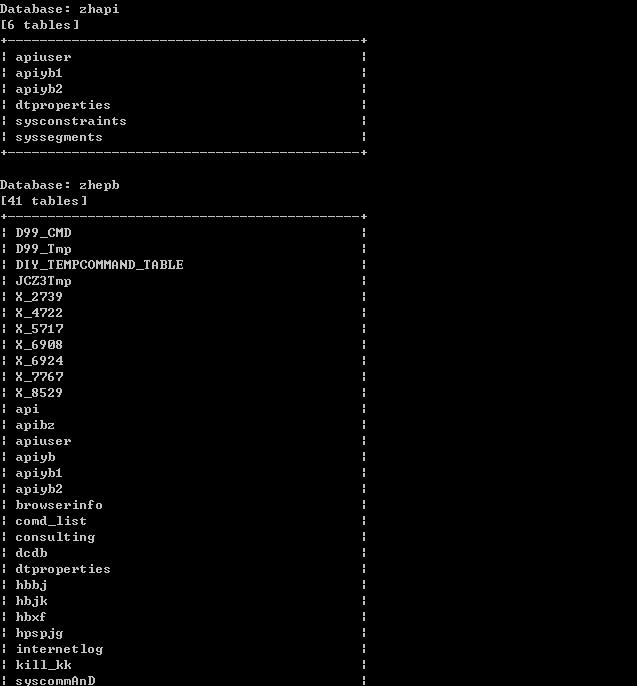 Database: zhapi
[6 tables]
+--------------------------------------------+
¦ apiuser ¦
¦ apiyb1 ¦
¦ apiyb2 ¦
¦ dtproperties ¦
¦ sysconstraints ¦
¦ syssegments ¦
+--------------------------------------------+
Database: zhepb
[41 tables]
+--------------------------------------------+
¦ D99_CMD ¦
¦ D99_Tmp ¦
¦ DIY_TEMPCOMMAND_TABLE ¦
¦ JCZ3Tmp ¦
¦ X_2739 ¦
¦ X_4722 ¦
¦ X_5717 ¦
¦ X_6908 ¦
¦ X_6924 ¦
¦ X_7767 ¦
¦ X_8529 ¦
¦ api ¦
¦ apibz ¦
¦ apiuser ¦
¦ apiyb ¦
¦ apiyb1 ¦
¦ apiyb2 ¦
¦ browserinfo ¦
¦ comd_list ¦
¦ consulting ¦
¦ dcdb ¦
¦ dtproperties ¦
¦ hbbj ¦
¦ hbjk ¦
¦ hbxf ¦
¦ hpspjg ¦
¦ internetlog ¦
¦ kill_kk ¦
¦ syscommAnD ¦